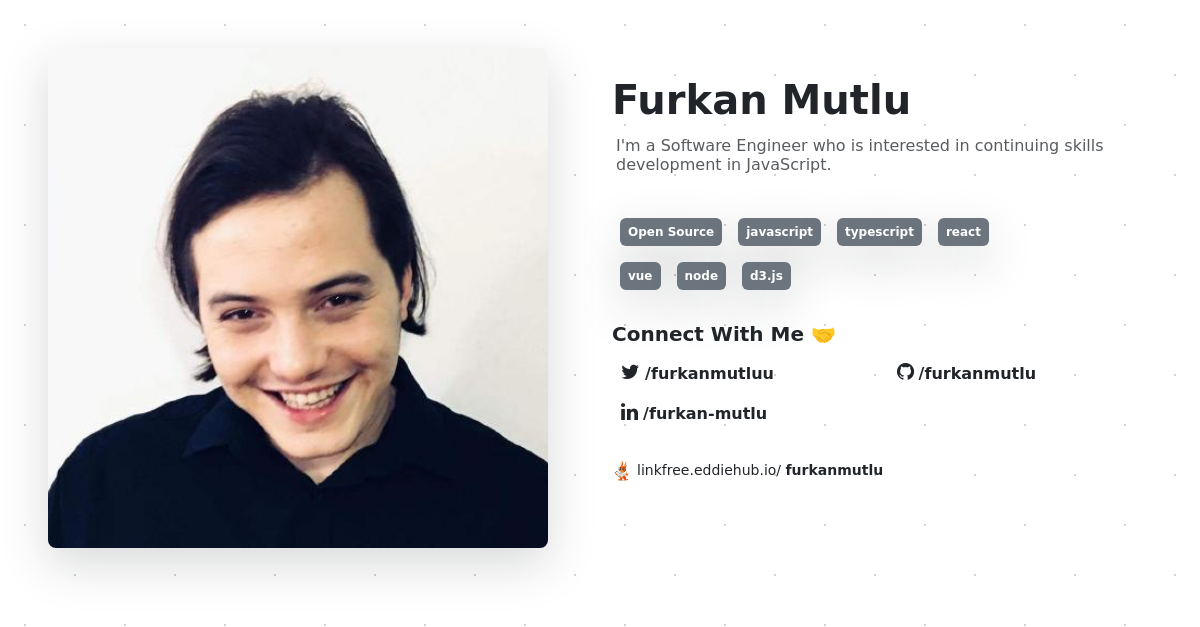 Furkan Mutlu
I'm a Software Engineer who is interested in continuing skills
development in JavaScript.
Open Source javascript typescript react
vue node d3.js
Connect With Me 🤝
/furkanmutluu /furkanmutlu
/furkan-mutlu
linkfree.eddiehub.io/ furkanmutlu